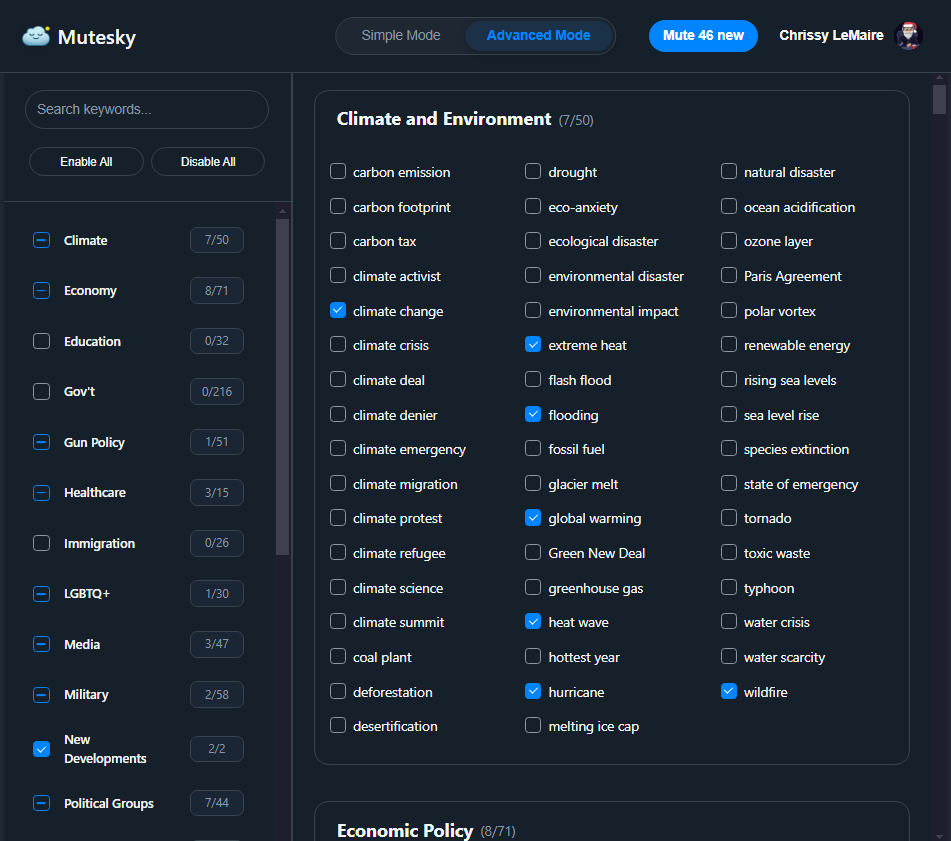 Mutesky
Simple Mode
Advanced Mode
Mute 46 new
Chrissy LeMaire
Search keywords...
Enable All
Disable All
Climate 7/50
Economy 8/71
Education 0/32
Gov't 0/216
Gun Policy 1/51
Healthcare 3/15
Immigration 0/26
LGBTQ+ 1/30
Media 3/47
Military 2/58
New
Developments 2/2
Political Groups 7/44
Climate and Environment (7/50)
carbon emission
carbon footprint
carbon tax
climate activist
climate change
climate crisis
climate deal
climate denier
climate emergency
climate migration
climate protest
climate refugee
climate science
climate summit
coal plant
deforestation
desertification
drought
eco-anxiety
ecological disaster
environmental disaster
environmental impact
extreme heat
flash flood
flooding
fossil fuel
glacier melt
global warming
Green New Deal
greenhouse gas
heat wave
hottest year
hurricane
melting ice cap
natural disaster
ocean acidification
ozone layer
Paris Agreement
polar vortex
renewable energy
rising sea levels
sea level rise
species extinction
state of emergency
tornado
toxic waste
typhoon
water crisis
water scarcity
wildfire
Economic Policy (8/71)